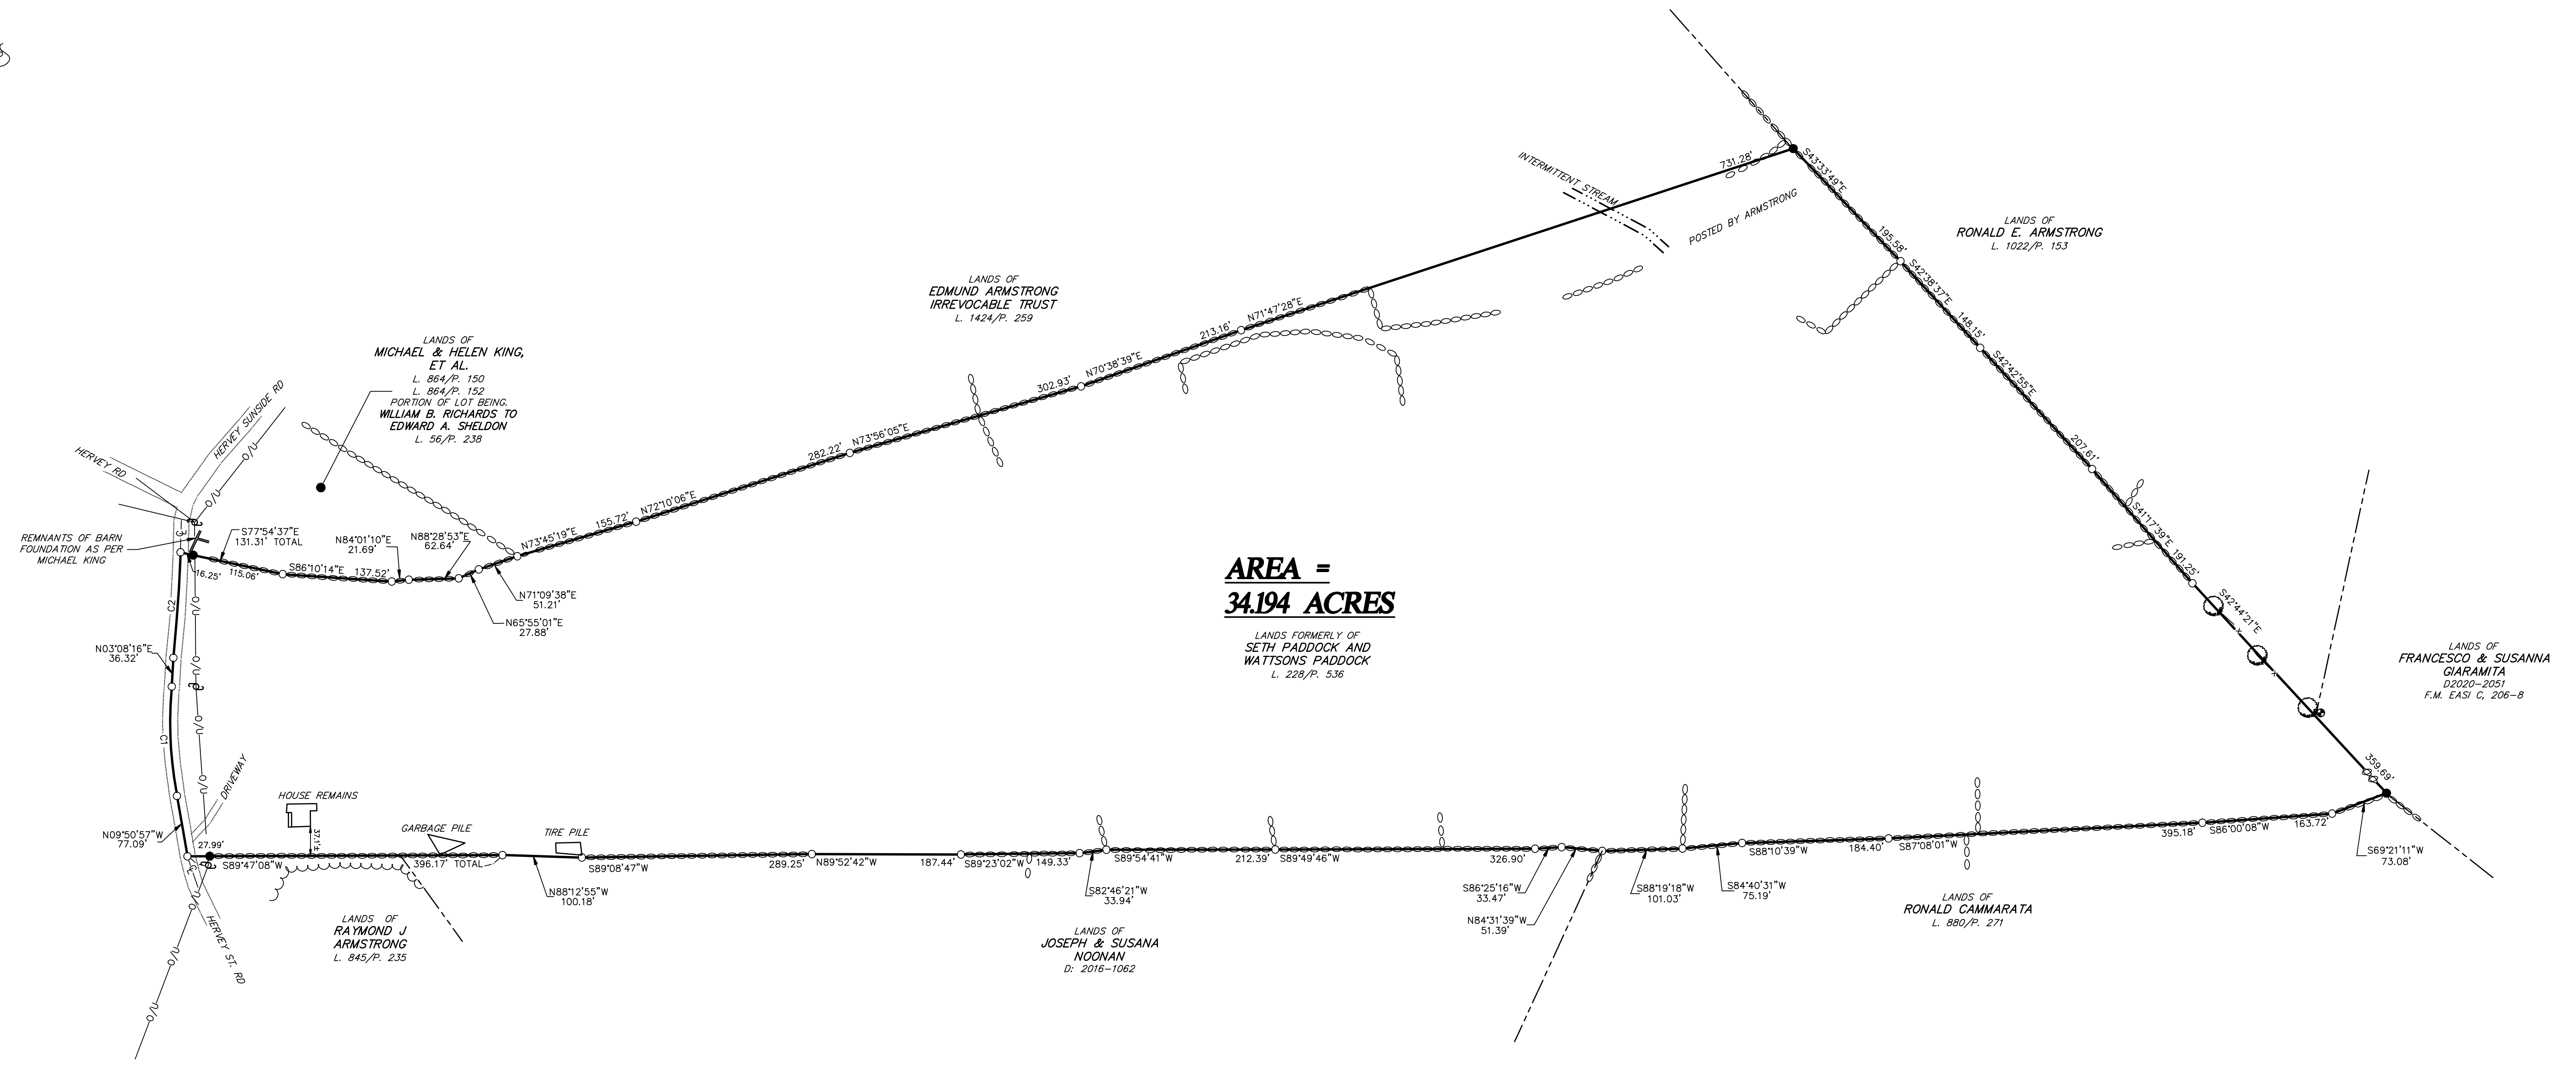 INTERMITTENT STREAM
731.28'
S43°33'49"E
POSTED BY ARMSTRONG
195.58'
LANDS OF
RONALD E. ARMSTRONG
L. 1022/P. 153
S42°38'37"E
148.15'
S42°42'55"E
207.61'
S41°17'39"E
191.25'
S42°44'21"E
359.69'
LANDS OF
FRANCESCO & SUSANNA
GIARAMITA
D2020-2051
F.M. EASI C, 206-8
LANDS OF
EDMUND ARMSTRONG
IRREVOCABLE TRUST
L. 1424/P. 259
N71°47'28"E
213.16'
N70°38'39"E
302.93'
N73°56'05"E
282.22'
N72°10'06"E
155.72'
N73°45'19"E
LANDS OF
MICHAEL & HELEN KING,
ET AL.
L. 864/P. 150
L. 864/P. 152
PORTION OF LOT BEING.
WILLIAM B. RICHARDS TO
EDWARD A. SHELDON
L. 56/P. 238
HERVEY SUNSIDE RD
HERVEY RD
O/U
O/U
REMNANTS OF BARN
FOUNDATION AS PER
MICHAEL KING
S77°54'37"E
131.31' TOTAL
16.25'
115.06'
S86°10'14"E
137.52'
N84°01'10"E
21.69'
N88°28'53"E
62.64'
N71°09'38"E
51.21'
N65°55'01"E
27.88'
C2
N03°08'16"E
36.32'
C1
O/U
O/U
O/U
O/U
DRIVEWAY
N09°50'57"W
77.09'
AREA =
34.194 ACRES
LANDS FORMERLY OF
SETH PADDOCK AND
WATTSONS PADDOCK
L. 228/P. 536
HOUSE REMAINS
37.1'±
GARBAGE PILE
TIRE PILE
27.99'
S89°47'08"W
396.17' TOTAL
N88°12'55"W
100.18'
S89°08'47"W
289.25'
N89°52'42"W
187.44'
S89°23'02"W
149.33'
S82°46'21"W
33.94'
S89°54'41"W
212.39'
S89°49'46"W
326.90'
S86°25'16"W
33.47'
N84°31'39"W
51.39'
S88°19'18"W
101.03'
S84°40'31"W
75.19'
S88°10'39"W
184.40'
S87°08'01"W
395.18'
S86°00'08"W
163.72'
S69°21'11"W
73.08'
O/U
O/U
O/U
HERVEY ST. RD
LANDS OF
RAYMOND J
ARMSTRONG
L. 845/P. 235
LANDS OF
JOSEPH & SUSANA
NOONAN
D: 2016-1062
LANDS OF
RONALD CAMMARATA
L. 880/P. 271